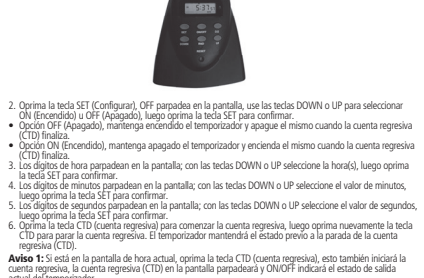 5:37
2. Oprima la tecla SET (Configurar), OFF parpadea en la pantalla, use las teclas DOWN o UP para seleccionar
ON (Encendido) u OFF (Apagado), luego oprima la tecla SET para confirmar.
• Opción OFF (Apagado), mantenga encendido el temporizador y apague el mismo cuando la cuenta regresiva
(CTD) finaliza.
• Opción ON (Encendido), mantenga apagado el temporizador y encienda el mismo cuando la cuenta regresiva
(CTD) finaliza.
3. Los dígitos de hora parpadean en la pantalla; con las teclas DOWN o UP seleccione la hora(s), luego oprima
la tecla SET para confirmar.
4. Los dígitos de minutos parpadean en la pantalla; con las teclas DOWN o UP seleccione el valor de minutos,
luego oprima la tecla SET para confirmar.
5. Los dígitos de segundos parpadean en la pantalla; con las teclas DOWN o UP seleccione el valor de segundos,
luego oprima la tecla SET para confirmar.
6. Oprima la tecla CTD (cuenta regresiva) para comenzar la cuenta regresiva, luego oprima nuevamente la tecla
CTD para parar la cuenta regresiva. El temporizador mantendrá el estado previo a la parada de la cuenta
regresiva (CTD).
Aviso 1: Si está en la pantalla de hora actual, oprima la tecla CTD (cuenta regresiva), esto también iniciará la
cuenta regresiva, la cuenta regresiva (CTD) en la pantalla parpadeará y ON/OFF indicará el estado de salida
actual del temporizador.